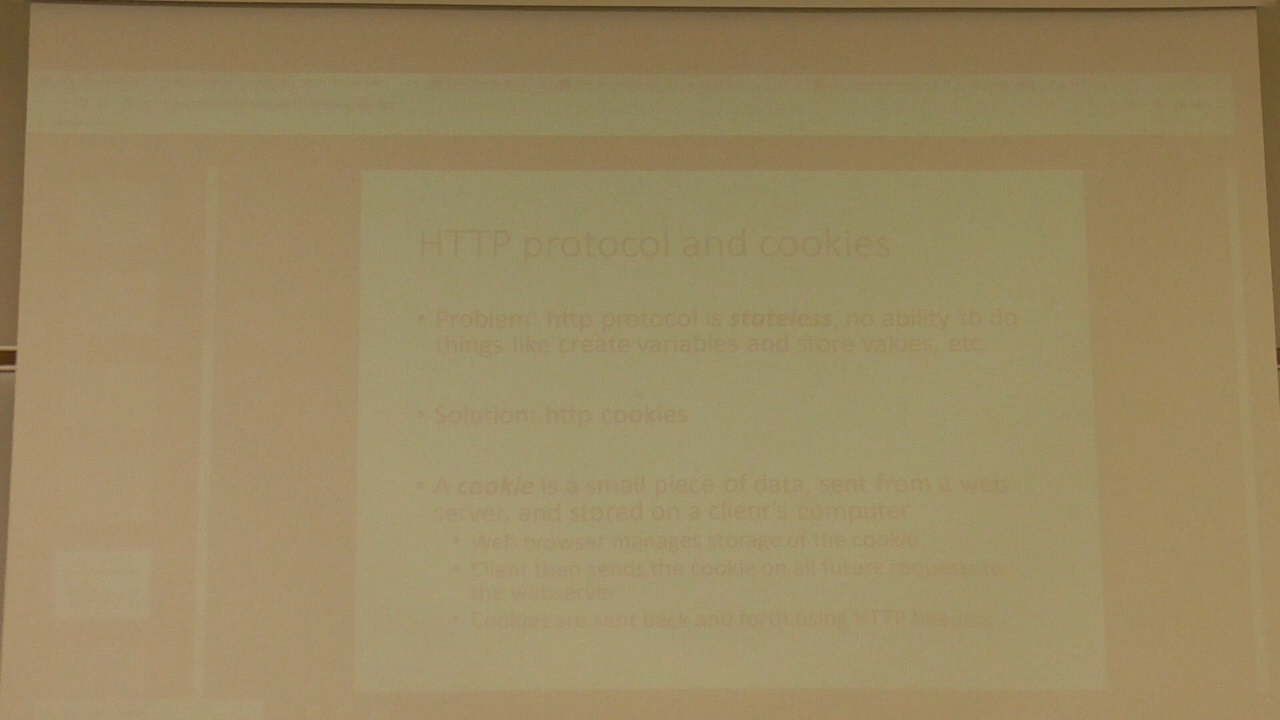 HTTP protocol and cookies
• Problem: http protocol is stateless, no ability to do
things like create variables and store values, etc.
• Solution: http cookies
• A cookie is a small piece of data, sent from a web
server, and stored on a client's computer
• Web browser manages storage of the cookie
• Client then sends the cookie on all future requests to
the webserver
• Cookies are sent back and forth using HTTP headers